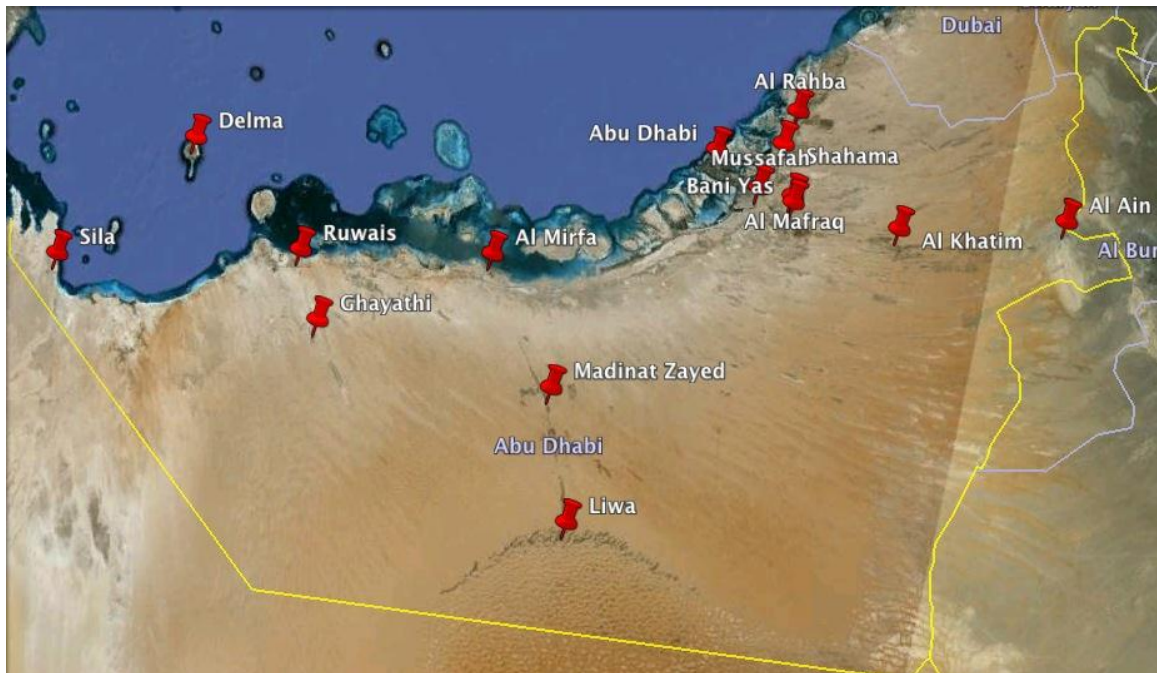 Dubai
Al Rahba
Delma
Abu Dhabi
Mussafah
Shahama
Bani Yas
Al Mafraq
Al Ain
Sila
Ruwais
Al Mirfa
Al Khatim
Al Bur
Ghayathi
Madinat Zayed
Abu Dhabi
Liwa